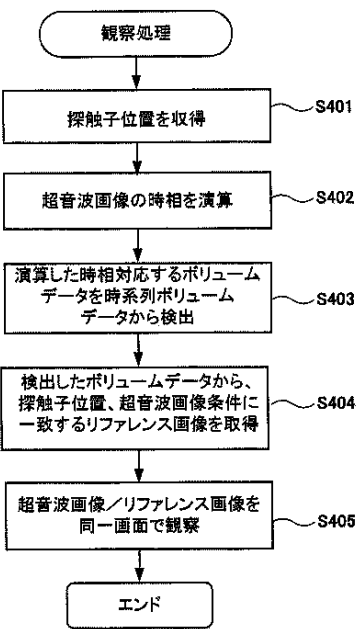 観察処理
探触子位置を取得
S401
超音波画像の時相を演算
S402
演算した時相対応するボリューム
データを時系列ボリューム
データから検出
S403
検出したボリュームデータから、
探触子位置、超音波画像条件に
一致するリファレンス画像を取得
S404
超音波画像／リファレンス画像を
同一画面で観察
S405
エンド